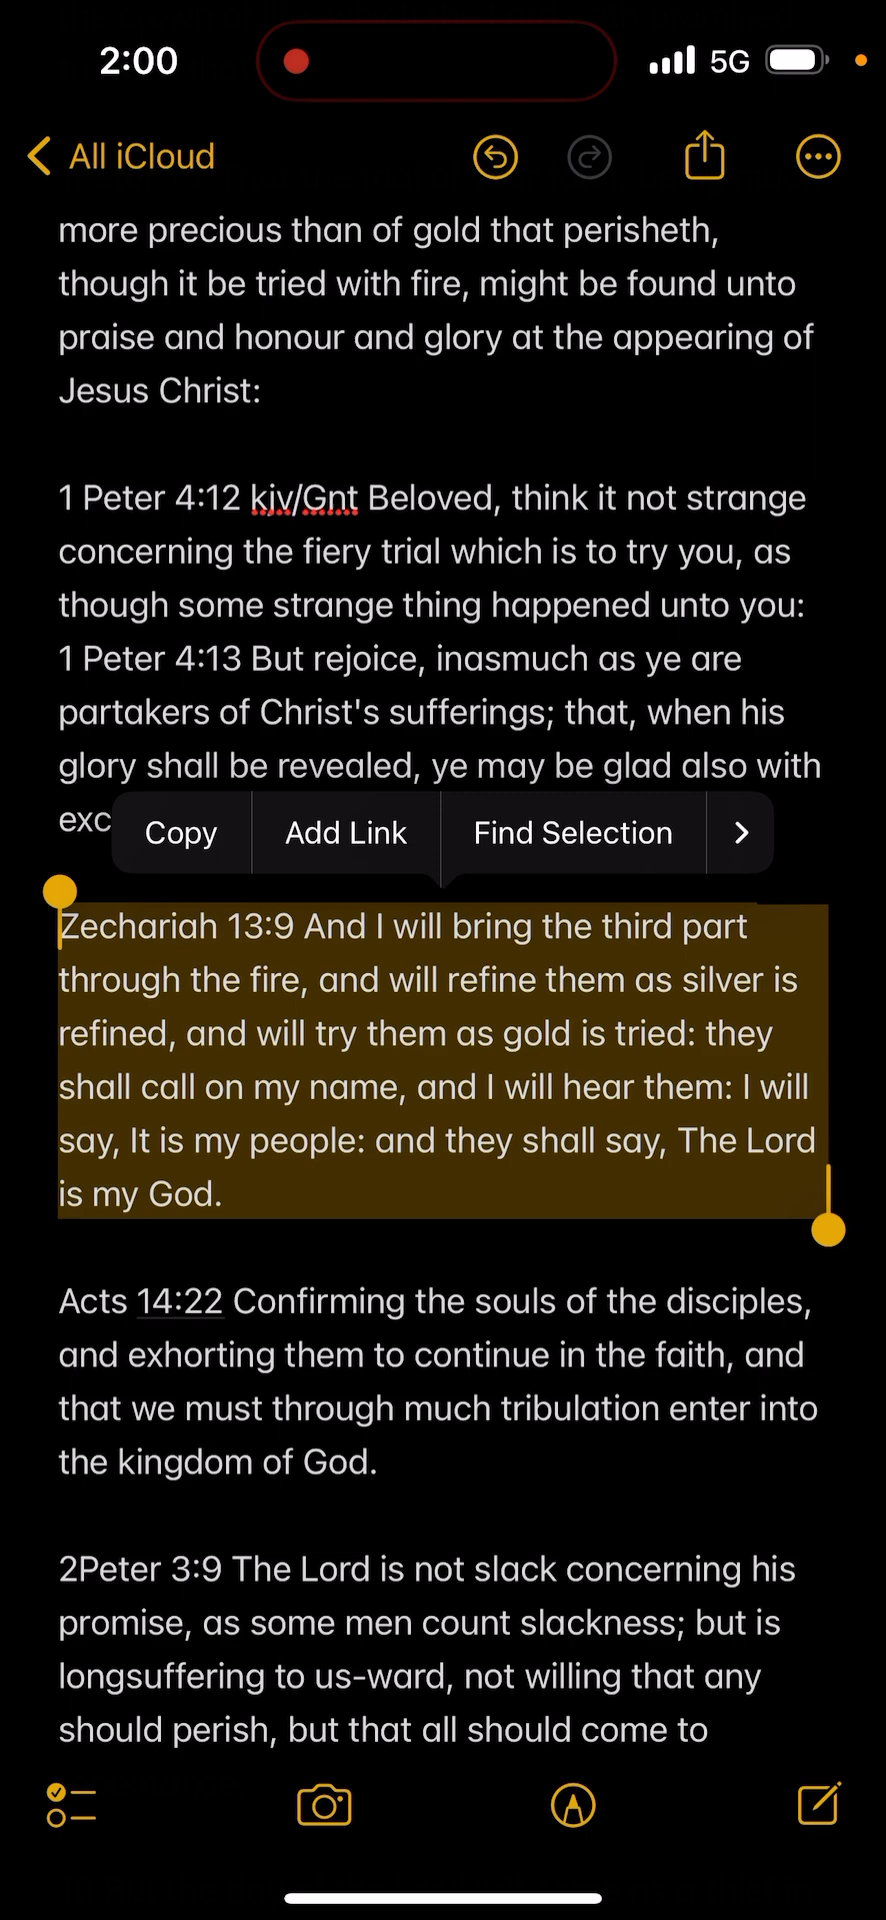 2:00
5G
All iCloud
more precious than of gold that perisheth,
though it be tried with fire, might be found unto
praise and honour and glory at the appearing of
Jesus Christ:
1 Peter 4:12 kjv/Gnt Beloved, think it not strange
concerning the fiery trial which is to try you, as
though some strange thing happened unto you:
1 Peter 4:13 But rejoice, inasmuch as ye are
partakers of Christ's sufferings; that, when his
glory shall be revealed, ye may be glad also with
exc
Copy Add Link Find Selection
Zechariah 13:9 And I will bring the third part
through the fire, and will refine them as silver is
refined, and will try them as gold is tried: they
shall call on my name, and I will hear them: I will
say, It is my people: and they shall say, The Lord
is my God.
Acts 14:22 Confirming the souls of the disciples,
and exhorting them to continue in the faith, and
that we must through much tribulation enter into
the kingdom of God.
2Peter 3:9 The Lord is not slack concerning his
promise, as some men count slackness; but is
longsuffering to us-ward, not willing that any
should perish, but that all should come to